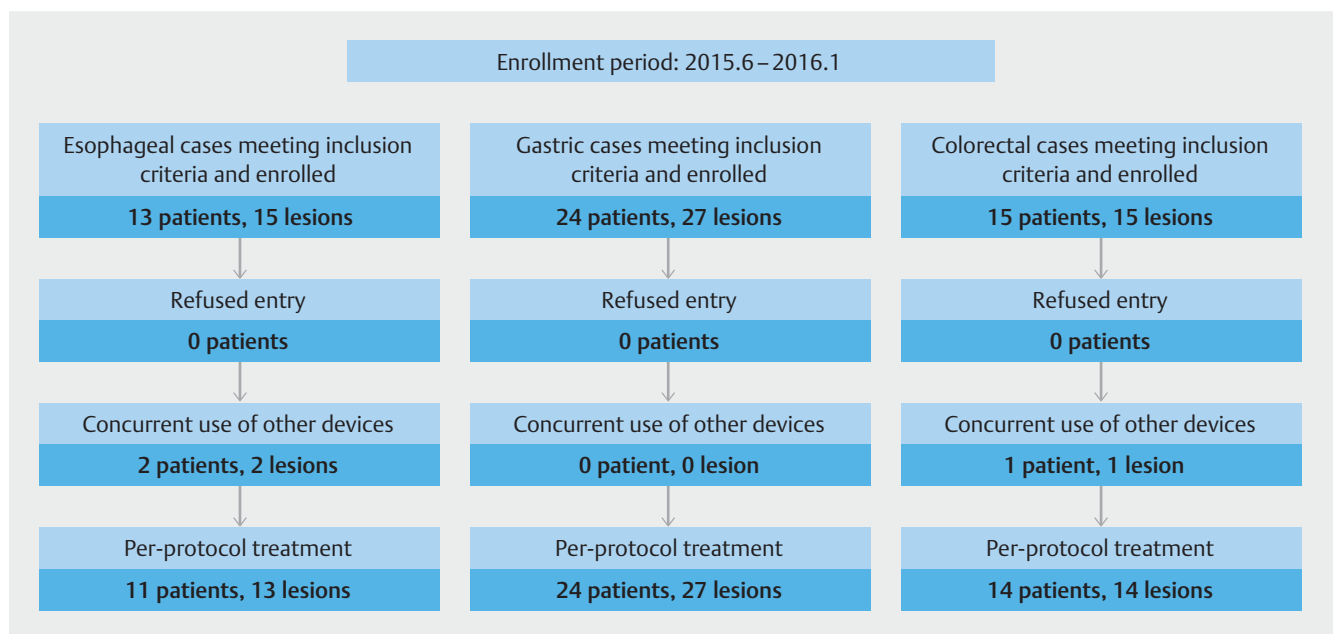 Enrollment period: 2015.6–2016.1
Esophageal cases meeting inclusion
criteria and enrolled
13 patients, 15 lesions
Refused entry
0 patients
Concurrent use of other devices
2 patients, 2 lesions
Per-protocol treatment
11 patients, 13 lesions
Gastric cases meeting inclusion
criteria and enrolled
24 patients, 27 lesions
Refused entry
0 patients
Concurrent use of other devices
0 patient, 0 lesion
Per-protocol treatment
24 patients, 27 lesions
Colorectal cases meeting inclusion
criteria and enrolled
15 patients, 15 lesions
Refused entry
0 patients
Concurrent use of other devices
1 patient, 1 lesion
Per-protocol treatment
14 patients, 14 lesions